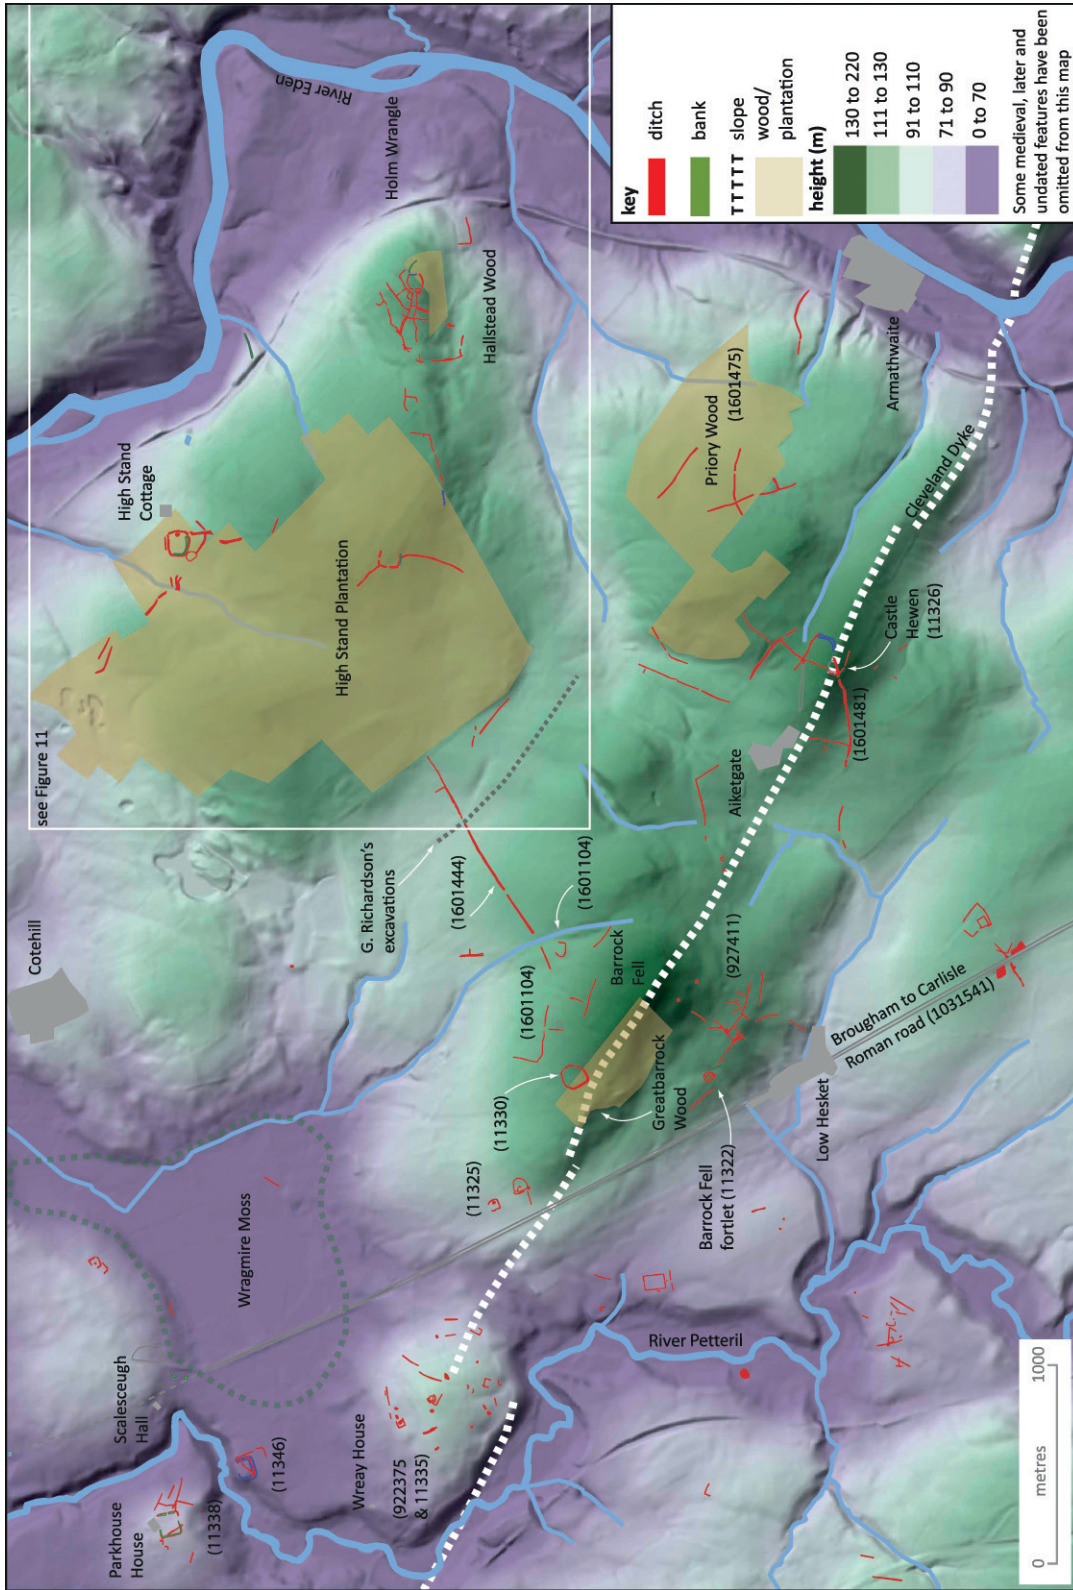 see Figure 11
Cotehill
High Stand
Cottage
River Eden
Holm Wrangle
High Stand Plantation
Hallstead Wood
G. Richardson's
excavations
(1601444)
(1601104)
(1601104)
Barrock
Fell
(11330)
(11325)
Greatbarrock
Wood
Wragmire Moss
Scalesceugh
Hall
Parkhouse
House
(11338)
(11346)
Wreay House
(922375
& 11335)
Priory Wood
(1601475)
Armathwaite
Cleveland Dyke
Castle
Hewen
(11326)
(1601481)
Aiketgate
(927411)
Barrock Fell
fortlet (11322)
Low Hesket
Brougham to Carlisle
Roman road (1031541)
River Petteril
metres
0
1000
key
ditch
bank
TTTTT slope
wood/
plantation
height (m)
130 to 220
111 to 130
91 to 110
71 to 90
0 to 70
Some medieval, later and
undated features have been
omitted from this map